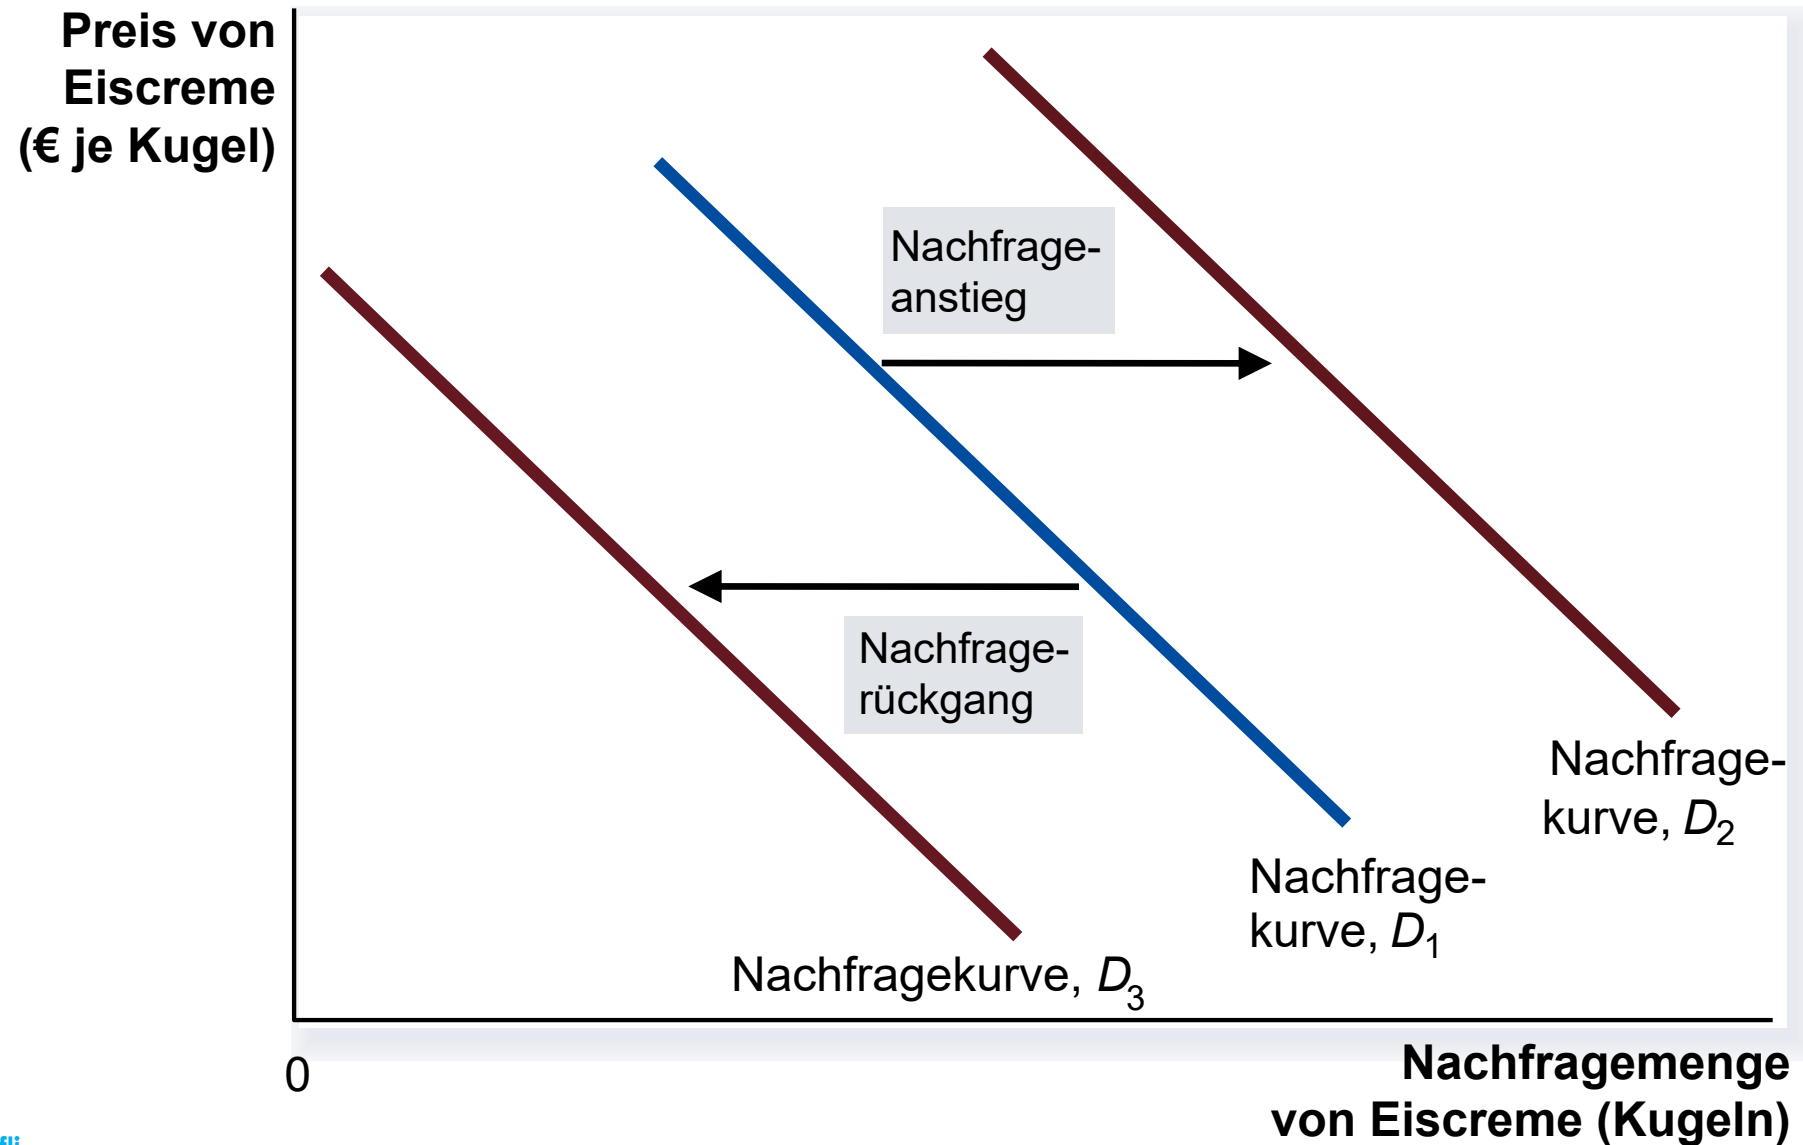 Preis von
Eiscreme
(€ je Kugel)
Nachfrage-
anstieg
Nachfrage-
rückgang
Nachfrage-
kurve, D2
Nachfrage-
kurve, D1
Nachfragekurve, D3
0
Nachfragemenge
von Eiscreme (Kugeln)